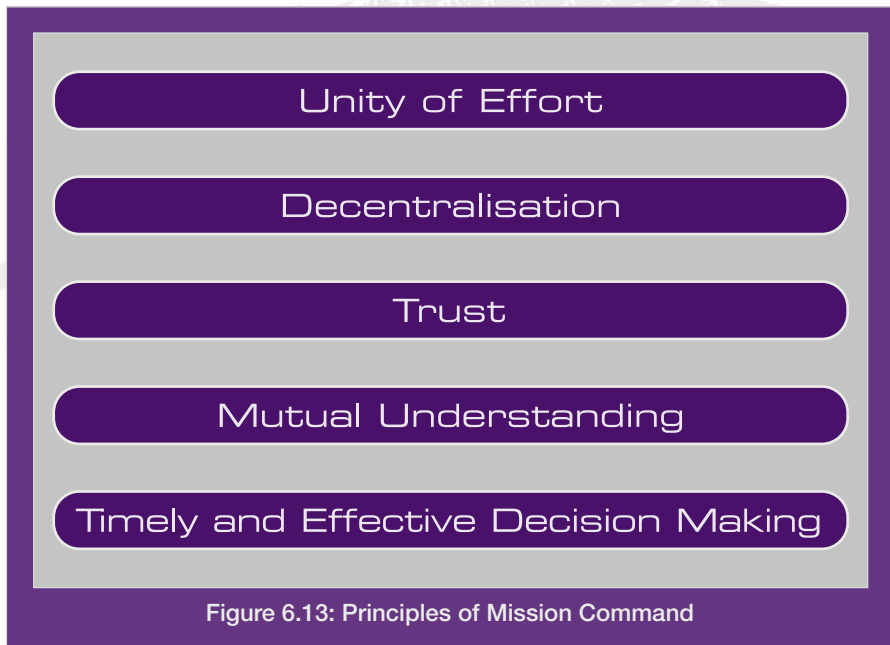 Unity of Effort
Decentralisation
Trust
Mutual Understanding
Timely and Effective Decision Making
Figure 6.13: Principles of Mission Command